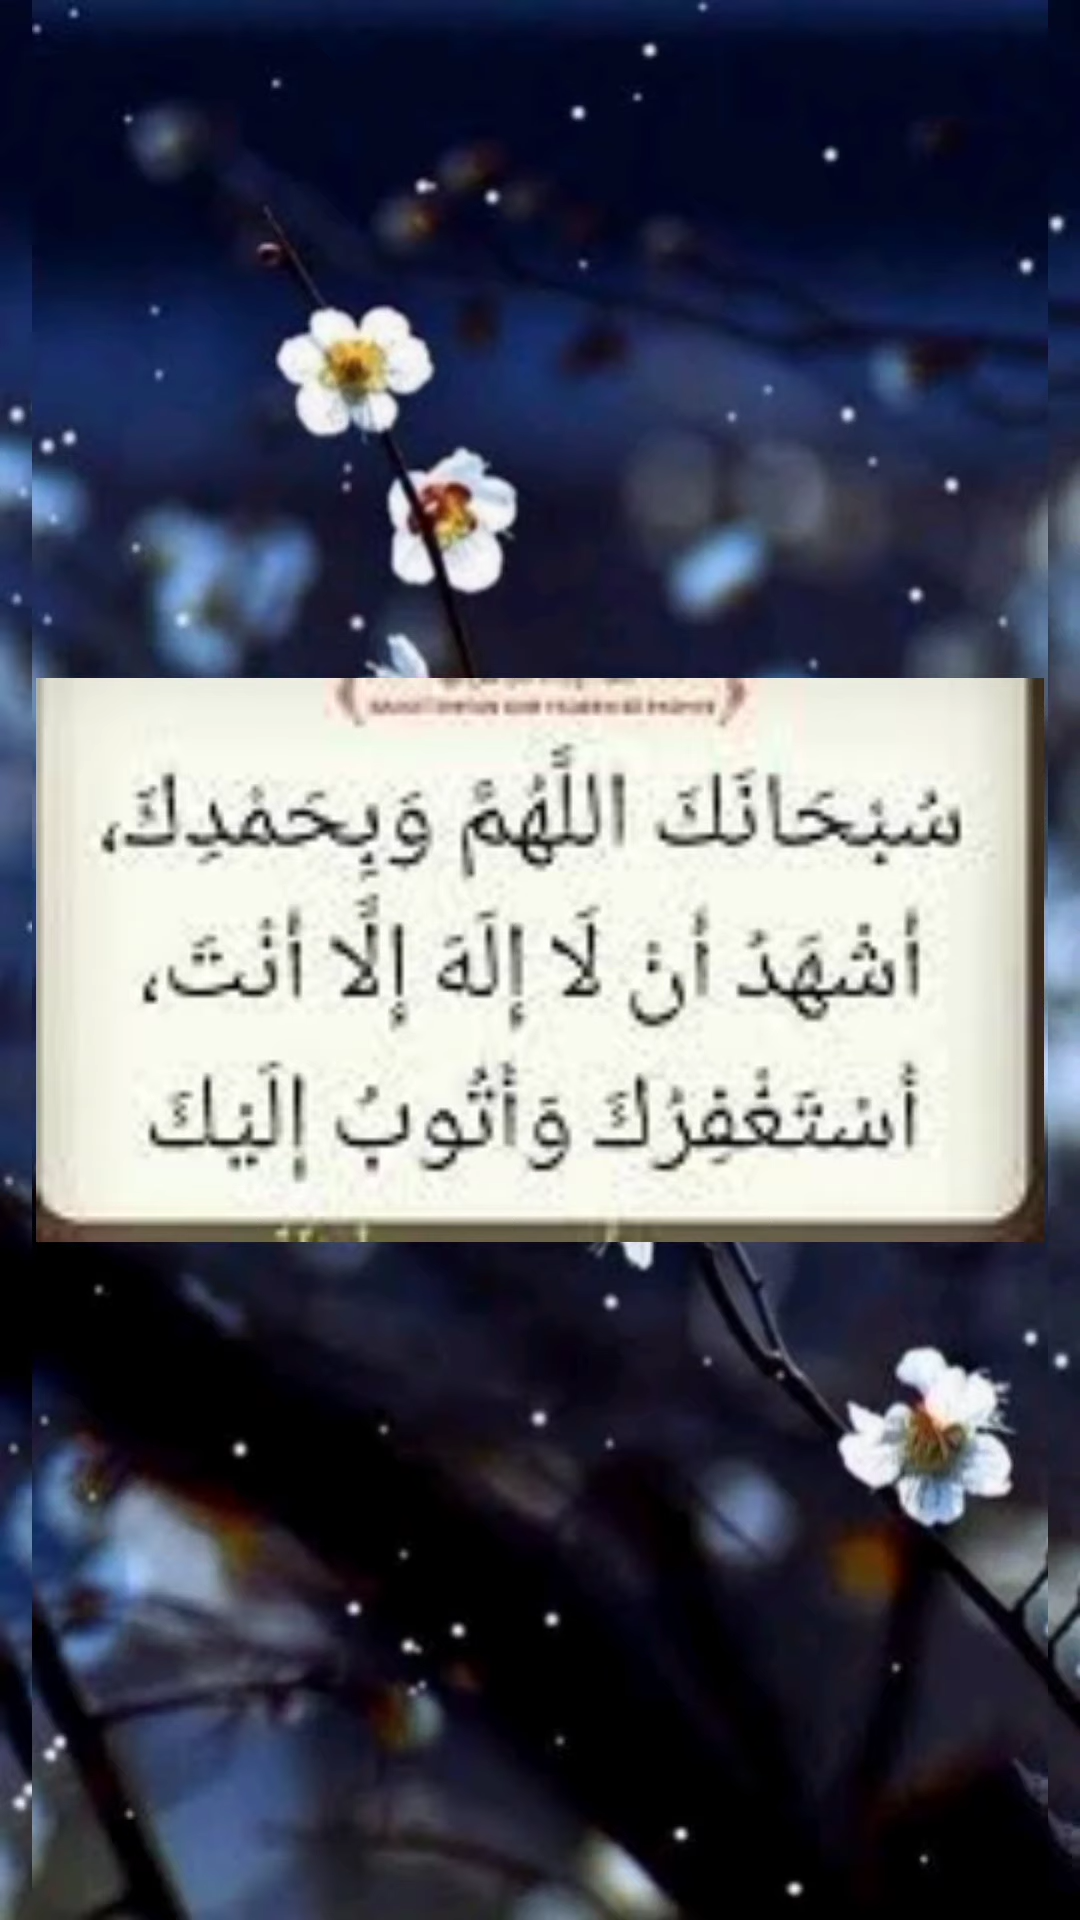 سُبْحَانَكَ اللَّهُمَّ وَبِحَمْدِكَ،
أَشْهَدُ أَنْ لَا إِلَهَ إِلَّا أَنْتَ،
أَسْتَغْفِرُكَ وَأَتُوبُ إِلَيْكَ